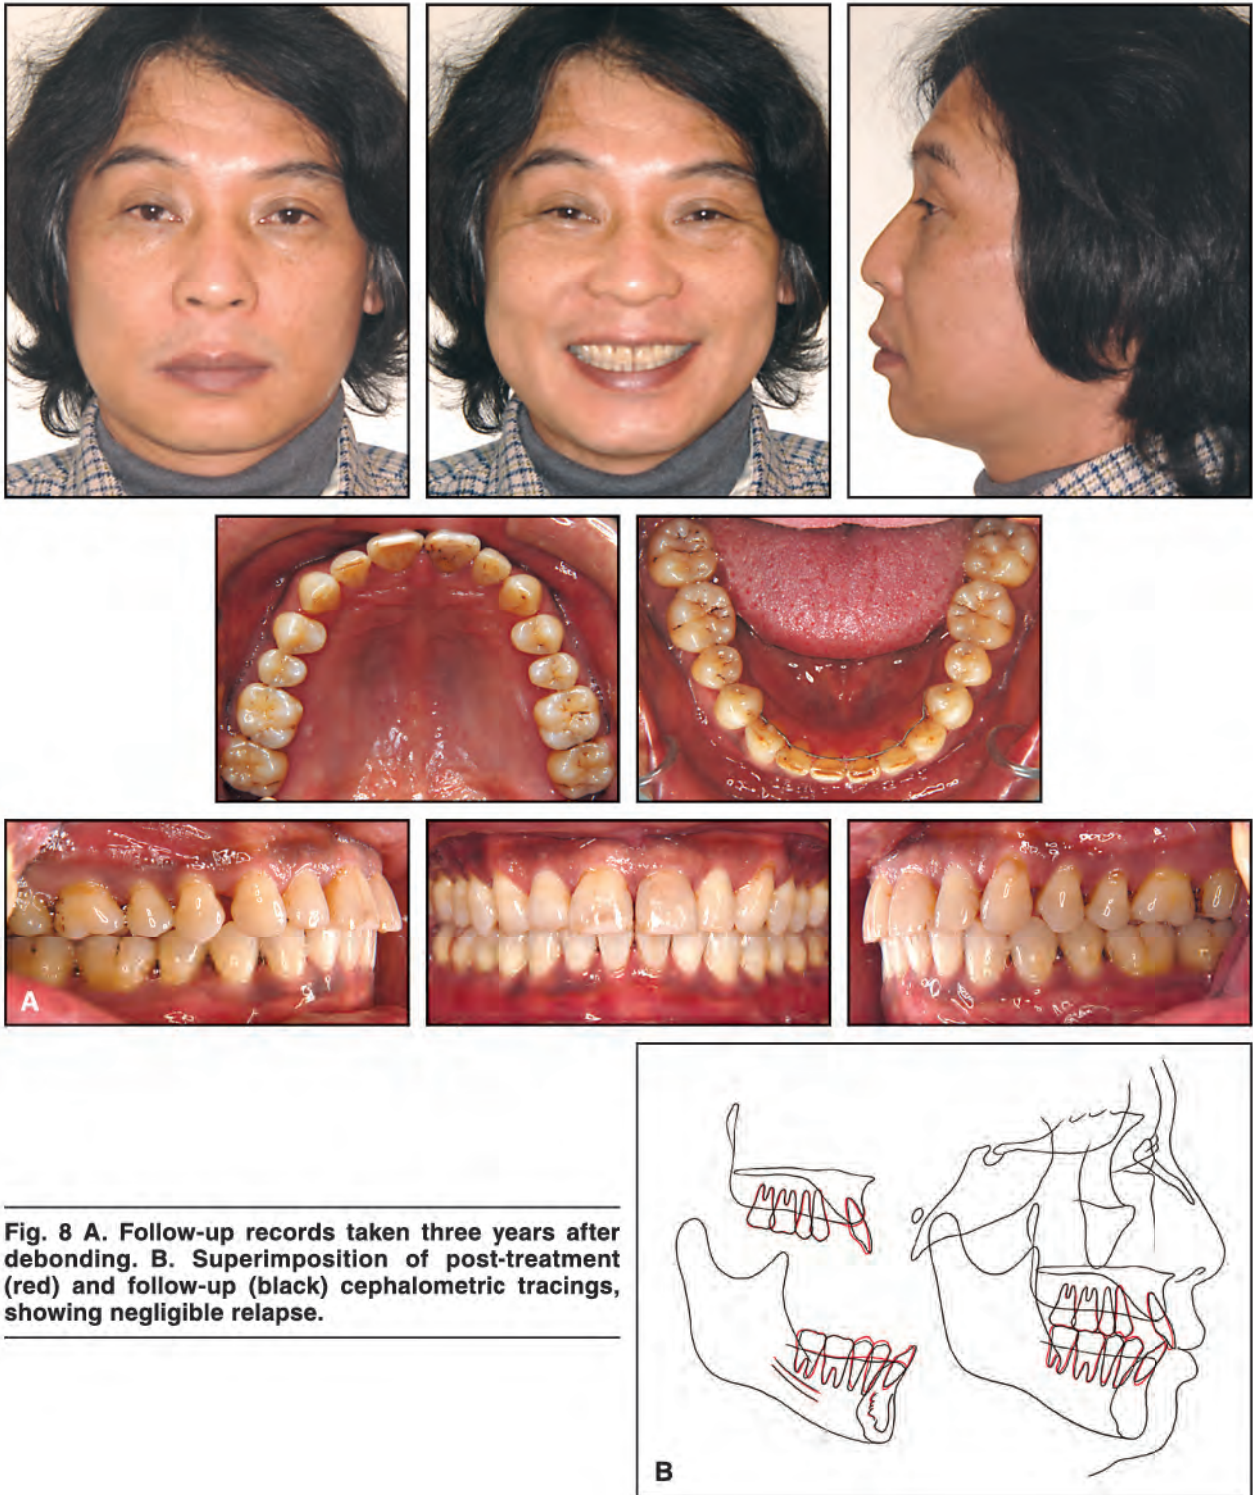 A
Fig. 8 A. Follow-up records taken three years after
debonding. B. Superimposition of post-treatment
(red) and follow-up (black) cephalometric tracings,
showing negligible relapse.
B